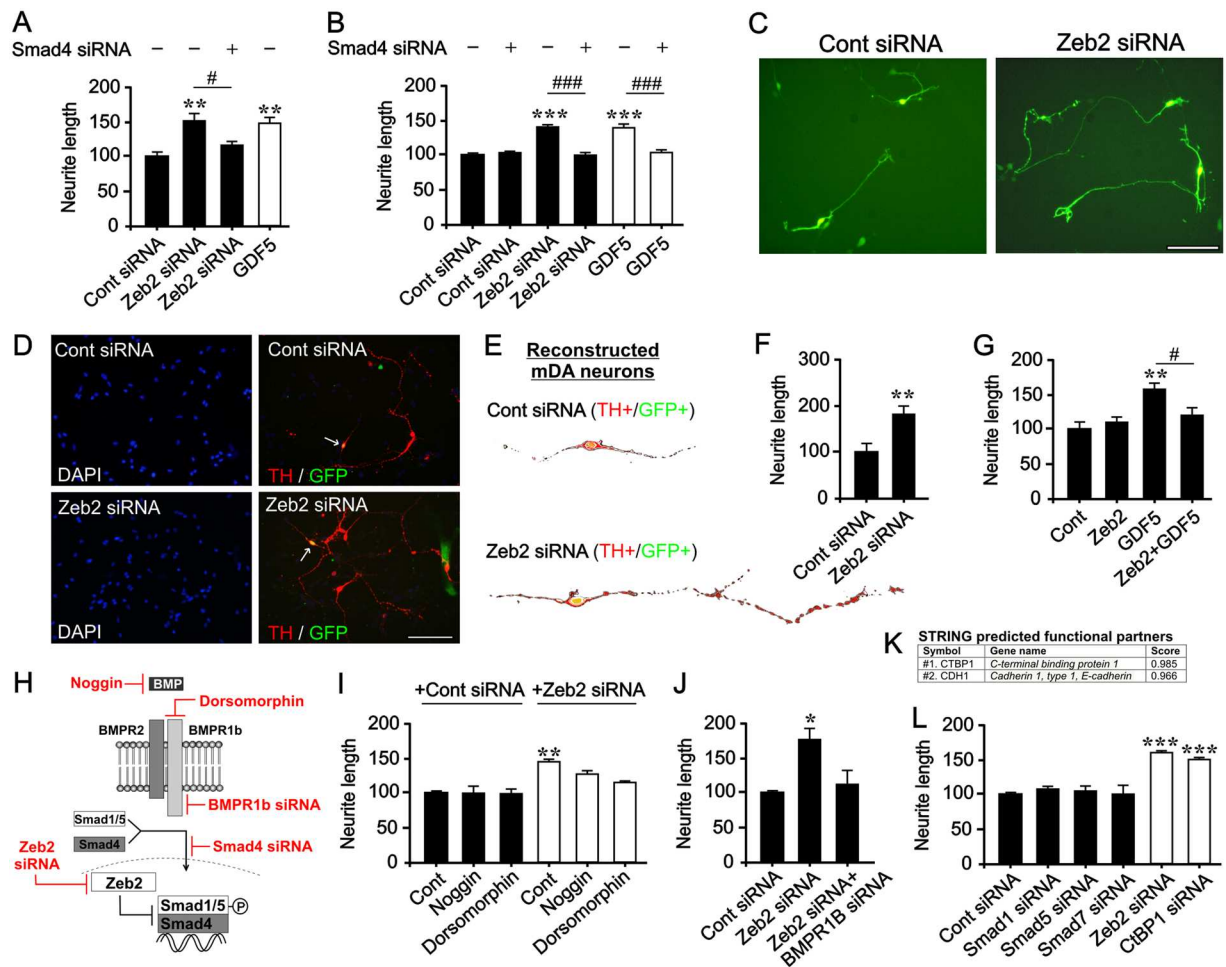 A
Smad4 siRNA – – + –
#
** **
Neurite length
200
150
100
50
0
Cont siRNA
Zeb2 siRNA
Zeb2 siRNA
GDF5
B
Smad4 siRNA – + – + – +
### ###
*** ***
Neurite length
200
150
100
50
0
Cont siRNA
Cont siRNA
Zeb2 siRNA
Zeb2 siRNA
GDF5
GDF5
C
Cont siRNA
Zeb2 siRNA
D
Cont siRNA
DAPI
Cont siRNA
TH / GFP
Zeb2 siRNA
DAPI
Zeb2 siRNA
TH / GFP
E
Reconstructed
mDA neurons
Cont siRNA (TH+/GFP+)
Zeb2 siRNA (TH+/GFP+)
F
Neurite length
300
200
100
0
**
Cont siRNA
Zeb2 siRNA
G
Neurite length
200
150
100
50
0
#
**
Cont
Zeb2
GDF5
Zeb2+GDF5
H
Noggin
BMP
Dorsomorphin
BMPR2
BMPR1b
BMPR1b siRNA
Smad1/5
Smad4
Smad4 siRNA
Zeb2
siRNA
Zeb2
Smad1/5
P
Smad4
I
+Cont siRNA +Zeb2 siRNA
Neurite length
200
150
100
50
0
**
Cont
Noggin
Dorsomorphin
Cont
Noggin
Dorsomorphin
J
Neurite length
200
150
100
50
0
*
Cont siRNA
Zeb2 siRNA
Zeb2 siRNA+
BMPR1B siRNA
K
STRING predicted functional partners
Symbol Gene name Score
#1. CTBP1 C-terminal binding protein 1 0.985
#2. CDH1 Cadherin 1, type 1, E-cadherin 0.966
L
Neurite length
200
150
100
50
0
*** ***
Cont siRNA
Smad1 siRNA
Smad5 siRNA
Smad7 siRNA
Zeb2 siRNA
CtBP1 siRNA